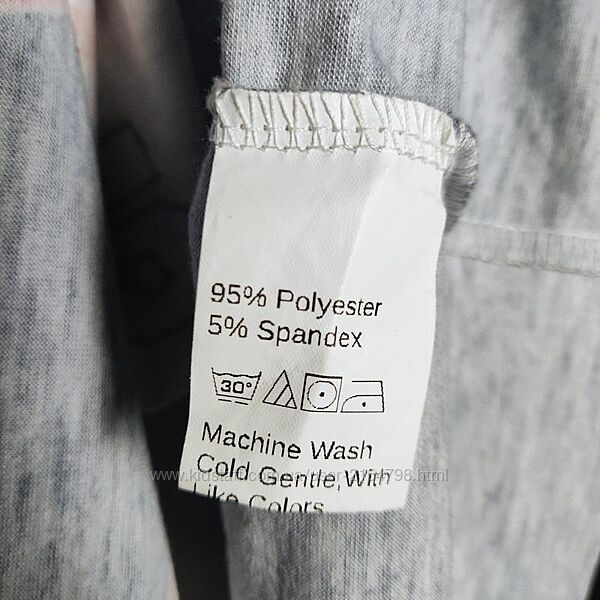 95% Polyester
5% Spandex
30°
Machine Wash
Cold Gentle, With
Like Colors